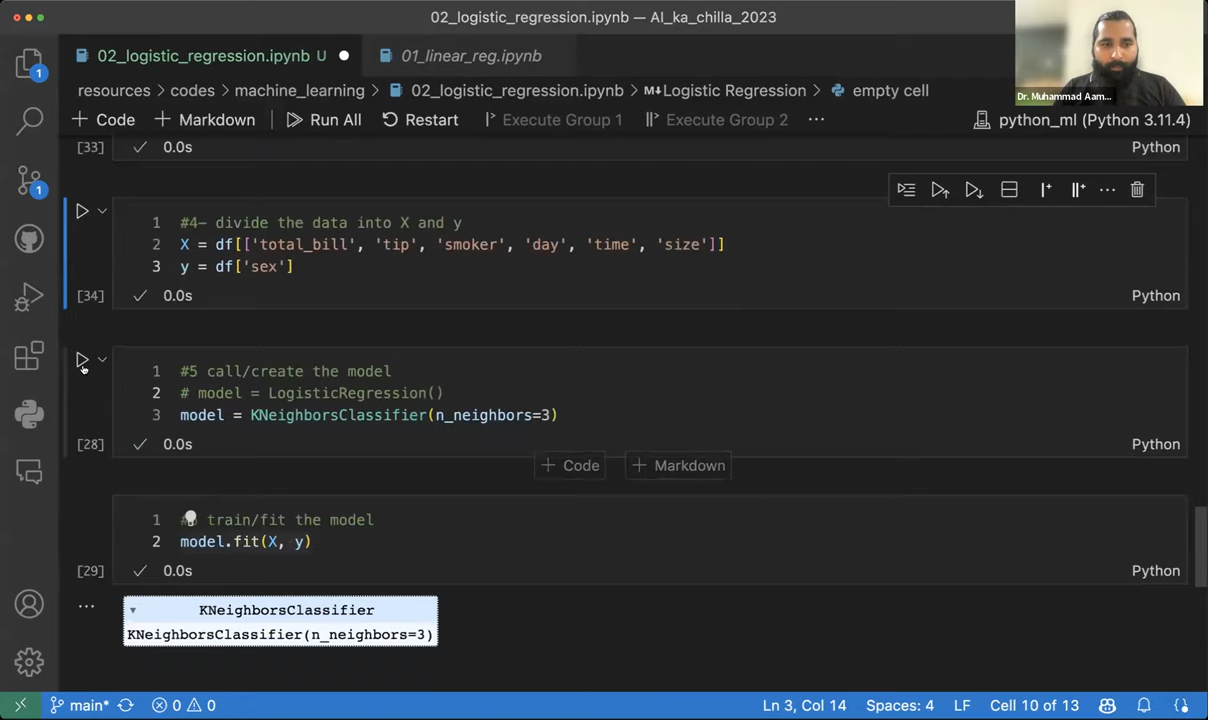 02_logistic_regression.ipynb — AI_ka_chilla_2023
02_logistic_regression.ipynb U
01_linear_reg.ipynb
Dr. Muhammad Aam...
resources > codes > machine_learning > 02_logistic_regression.ipynb > Logistic Regression > empty cell
+ Code + Markdown Run All Restart Execute Group 1 Execute Group 2 ... python_ml (Python 3.11.4)
[33] 0.0s Python
1 #4- divide the data into X and y
2 X = df[['total_bill', 'tip', 'smoker', 'day', 'time', 'size']]
3 y = df['sex']
[34] 0.0s Python
1 #5 call/create the model
2 # model = LogisticRegression()
3 model = KNeighborsClassifier(n_neighbors=3)
[28] 0.0s Python
+ Code + Markdown
1 train/fit the model
2 model.fit(X, y)
[29] 0.0s Python
... KNeighborsClassifier
KNeighborsClassifier(n_neighbors=3)
1
1
main* 0 0 Ln 3, Col 14 Spaces: 4 LF Cell 10 of 13